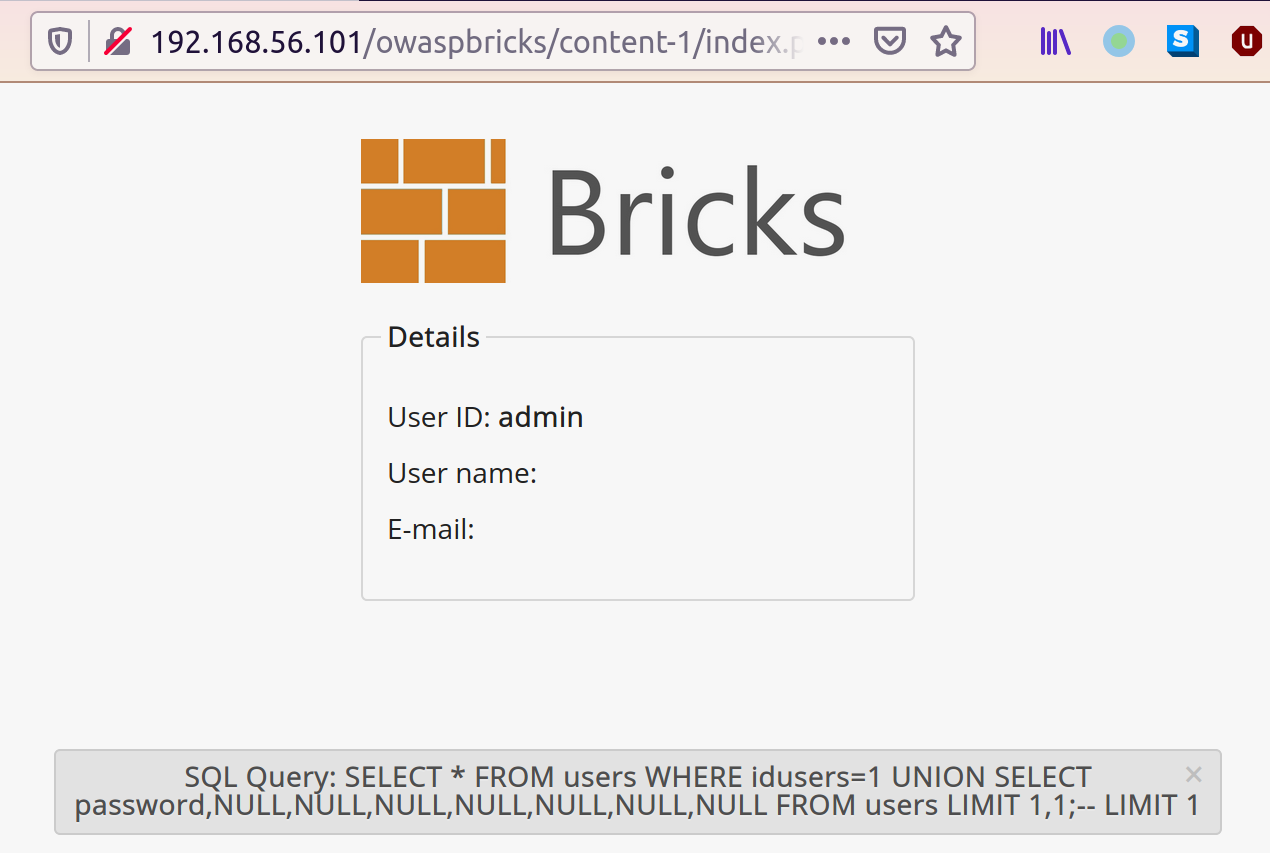 192.168.56.101/owaspbricks/content-1/index.p
S
U
Bricks
Details
User ID: admin
User name:
E-mail:
SQL Query: SELECT * FROM users WHERE idusers=1 UNION SELECT
password,NULL,NULL,NULL,NULL,NULL,NULL,NULL FROM users LIMIT 1,1;-- LIMIT 1